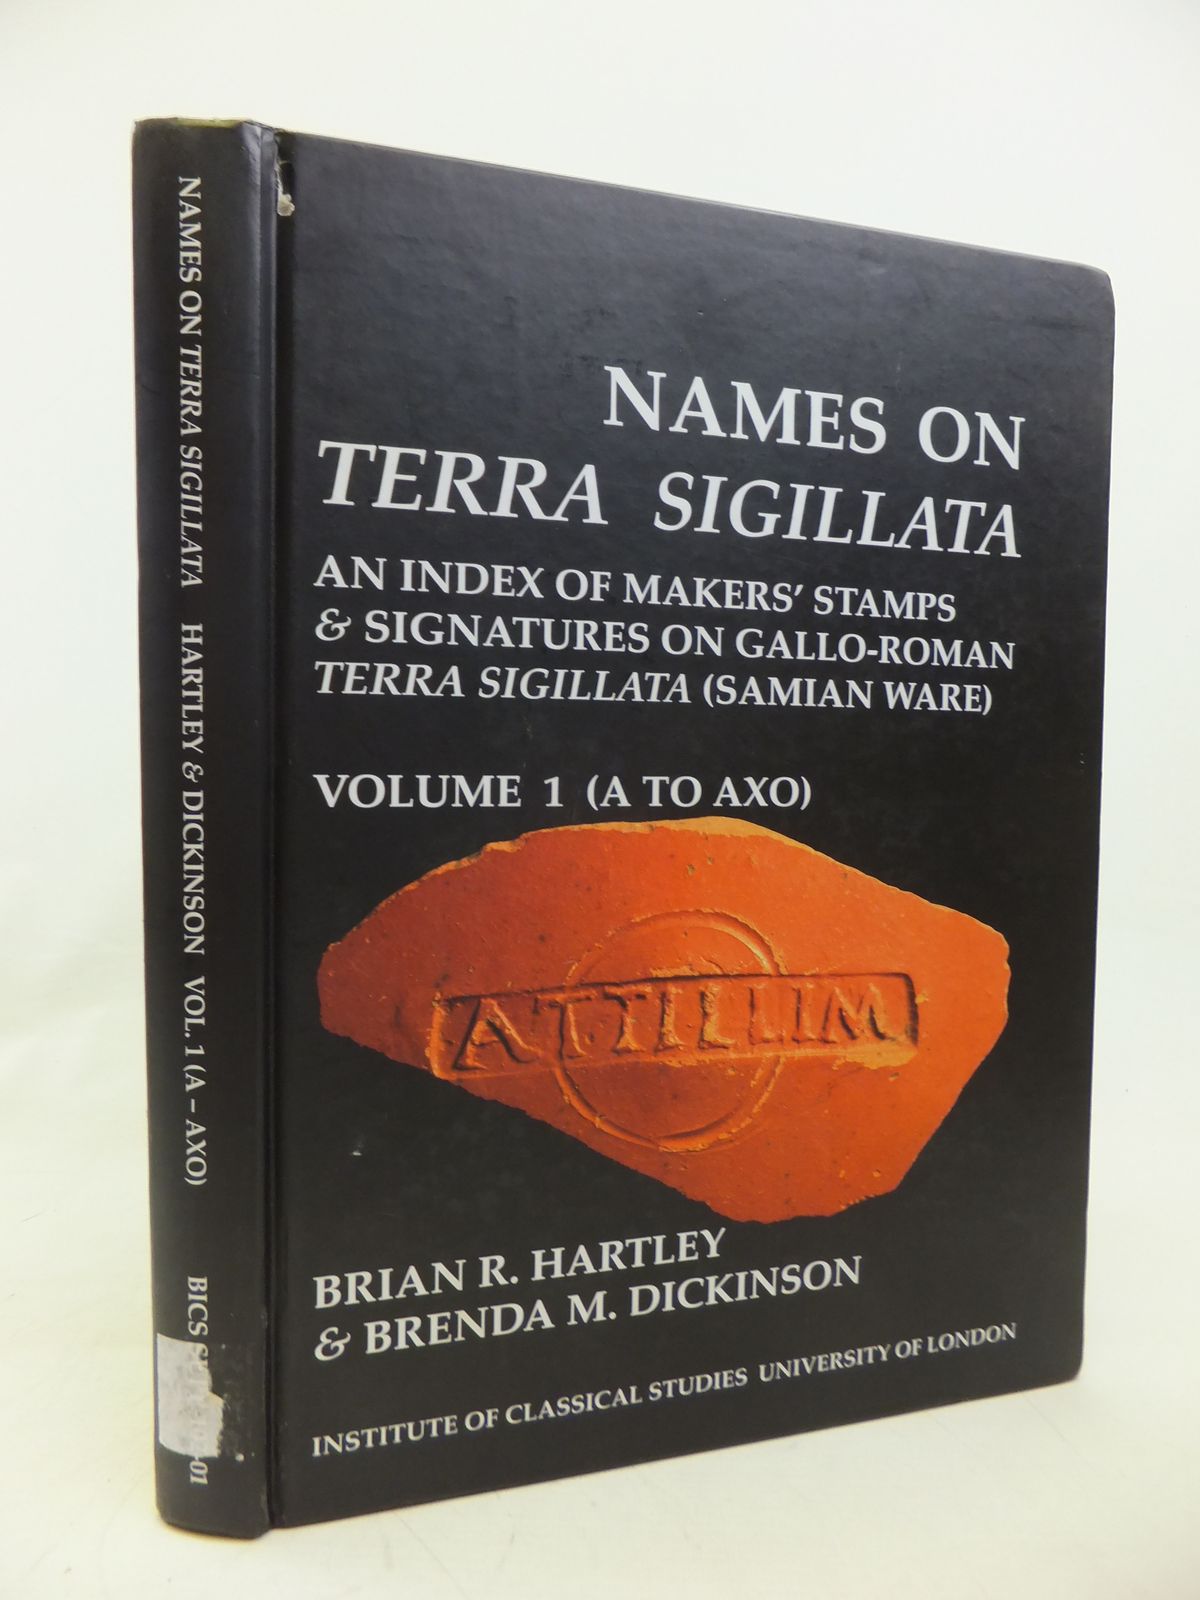 NAMES ON TERRA SIGILLATA HARTLEY & DICKINSON VOL. 1 (A – AXO) BICS
NAMES ON
TERRA SIGILLATA
AN INDEX OF MAKERS' STAMPS
& SIGNATURES ON GALLO-ROMAN
TERRA SIGILLATA (SAMIAN WARE)
VOLUME 1 (A TO AXO)
ATTILLIM
BRIAN R. HARTLEY
& BRENDA M. DICKINSON
INSTITUTE OF CLASSICAL STUDIES UNIVERSITY OF LONDON